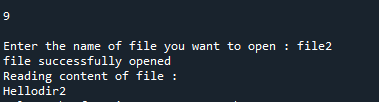 9
Enter the name of file you want to open : file2
file successfully opened
Reading content of file :
Hellodir2